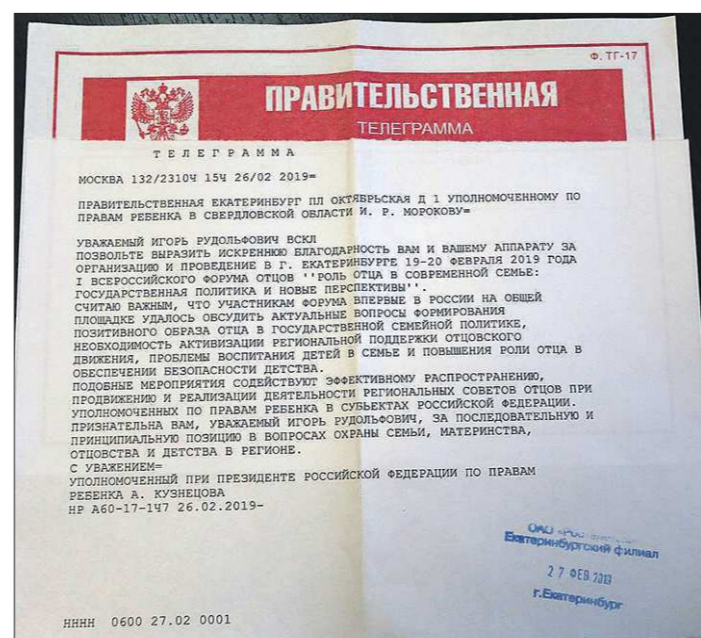 Ф. ТГ-17
ПРАВИТЕЛЬСТВЕННАЯ
ТЕЛЕГРАММА
ТЕЛЕГРАММА
МОСКВА 132/2310Ч 15Ч 26/02 2019=
ПРАВИТЕЛЬСТВЕННАЯ ЕКАТЕРИНБУРГ ПЛ ОКТЯБРЬСКАЯ Д 1 УПОЛНОМОЧЕННОМУ ПО
ПРАВАМ РЕБЕНКА В СВЕРДЛОВСКОЙ ОБЛАСТИ И. Р. МОРОКОВУ=
УВАЖАЕМЫЙ ИГОРЬ РУДОЛЬФОВИЧ ВСКЛ
ПОЗВОЛЬТЕ ВЫРАЗИТЬ ИСКРЕННЮЮ БЛАГОДАРНОСТЬ ВАМ И ВАШЕМУ АППАРАТУ ЗА
ОРГАНИЗАЦИЮ И ПРОВЕДЕНИЕ В Г. ЕКАТЕРИНБУРГЕ 19-20 ФЕВРАЛЯ 2019 ГОДА
I ВСЕРОССИЙСКОГО ФОРУМА ОТЦОВ ''РОЛЬ ОТЦА В СОВРЕМЕННОЙ СЕМЬЕ:
ГОСУДАРСТВЕННАЯ ПОЛИТИКА И НОВЫЕ ПЕРСПЕКТИВЫ''.
СЧИТАЮ ВАЖНЫМ, ЧТО УЧАСТНИКАМ ФОРУМА ВПЕРВЫЕ В РОССИИ НА ОБЩЕЙ
ПЛОЩАДКЕ УДАЛОСЬ ОБСУДИТЬ АКТУАЛЬНЫЕ ВОПРОСЫ ФОРМИРОВАНИЯ
ПОЗИТИВНОГО ОБРАЗА ОТЦА В ГОСУДАРСТВЕННОЙ СЕМЕЙНОЙ ПОЛИТИКЕ,
НЕОБХОДИМОСТЬ АКТИВИЗАЦИИ РЕГИОНАЛЬНОЙ ПОДДЕРЖКИ ОТЦОВСКОГО
ДВИЖЕНИЯ, ПРОБЛЕМЫ ВОСПИТАНИЯ ДЕТЕЙ В СЕМЬЕ И ПОВЫШЕНИЯ РОЛИ ОТЦА В
ОБЕСПЕЧЕНИИ БЕЗОПАСНОСТИ ДЕТСТВА.
ПОДОБНЫЕ МЕРОПРИЯТИЯ СОДЕЙСТВУЮТ ЭФФЕКТИВНОМУ РАСПРОСТРАНЕНИЮ,
ПРОДВИЖЕНИЮ И РЕАЛИЗАЦИИ ДЕЯТЕЛЬНОСТИ РЕГИОНАЛЬНЫХ СОВЕТОВ ОТЦОВ ПРИ
УПОЛНОМОЧЕННЫХ ПО ПРАВАМ РЕБЕНКА В СУБЬЕКТАХ РОССИЙСКОЙ ФЕДЕРАЦИИ.
ПРИЗНАТЕЛЬНА ВАМ, УВАЖАЕМЫЙ ИГОРЬ РУДОЛЬФОВИЧ, ЗА ПОСЛЕДОВАТЕЛЬНУЮ И
ПРИНЦИПИАЛЬНУЮ ПОЗИЦИЮ В ВОПРОСАХ ОХРАНЫ СЕМЬИ, МАТЕРИНСТВА,
ОТЦОВСТВА И ДЕТСТВА В РЕГИОНЕ.
С УВАЖЕНИЕМ=
УПОЛНОМОЧЕННЫЙ ПРИ ПРЕЗИДЕНТЕ РОССИЙСКОЙ ФЕДЕРАЦИИ ПО ПРАВАМ
РЕБЕНКА А. КУЗНЕЦОВА
НР А60-17-1Ч7 26.02.2019-
ОАО
Екатеринбургский филиал
27 ФЕВ 2019
г.Екатеринбург
НННН 0600 27.02 0001